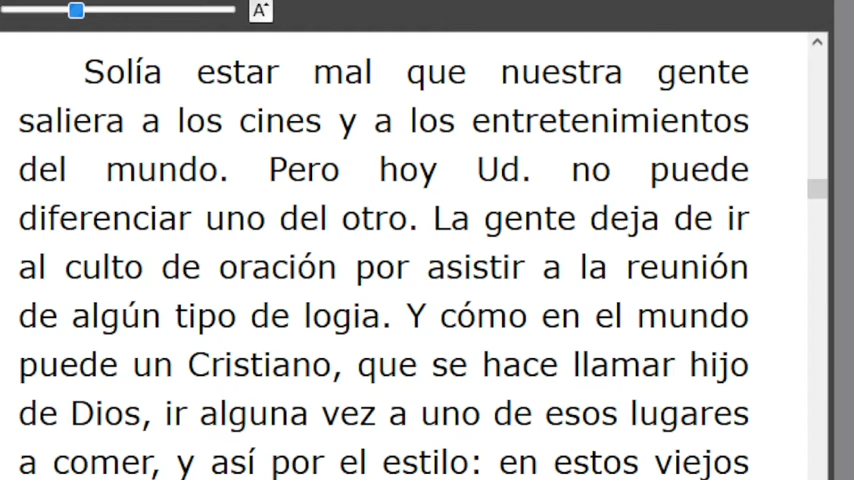 A
Solía estar mal que nuestra gente
saliera a los cines y a los entretenimientos
del mundo. Pero hoy Ud. no puede
diferenciar uno del otro. La gente deja de ir
al culto de oración por asistir a la reunión
de algún tipo de logia. Y cómo en el mundo
puede un Cristiano, que se hace llamar hijo
de Dios, ir alguna vez a uno de esos lugares
a comer, y así por el estilo: en estos viejos